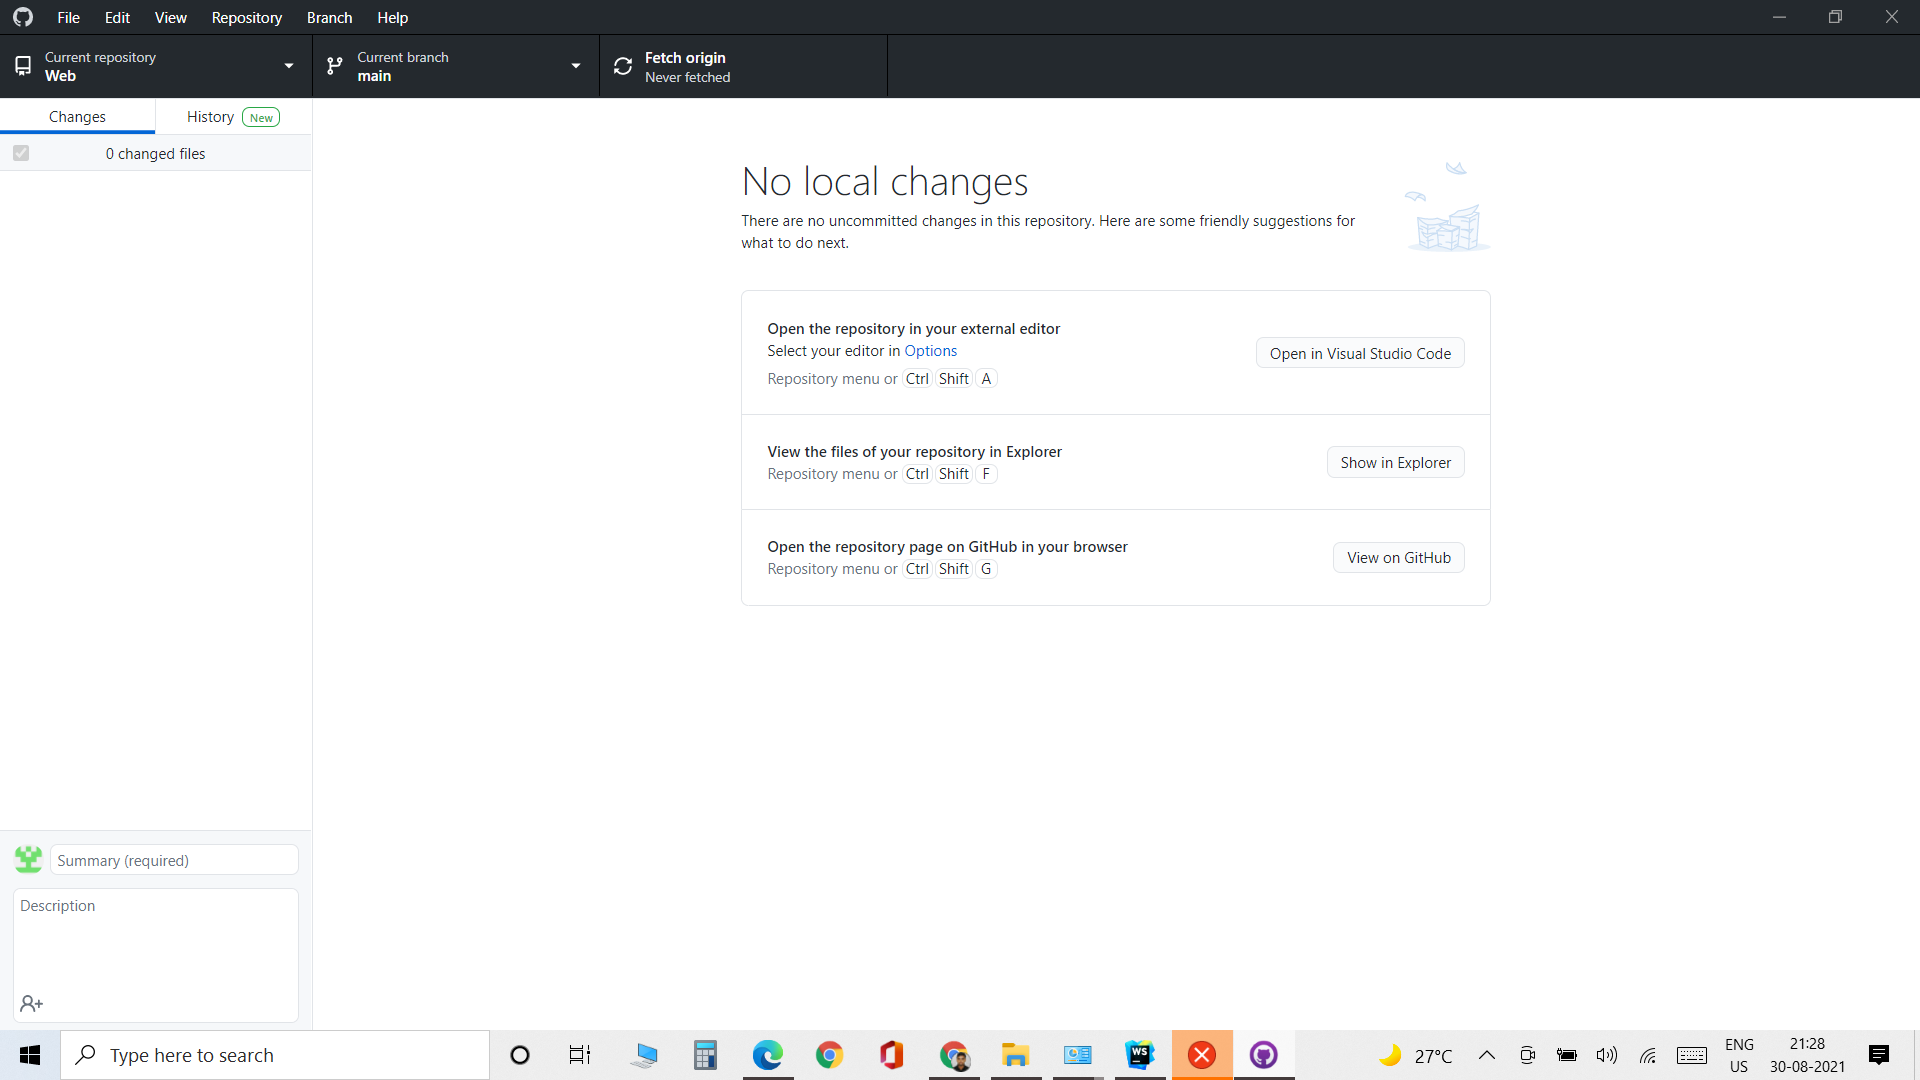 File Edit View Repository Branch Help
Current repository
Web
Current branch
main
Fetch origin
Never fetched
Changes
History New
0 changed files
No local changes
There are no uncommitted changes in this repository. Here are some friendly suggestions for
what to do next.
Open the repository in your external editor
Select your editor in Options
Repository menu or Ctrl Shift A
Open in Visual Studio Code
View the files of your repository in Explorer
Repository menu or Ctrl Shift F
Show in Explorer
Open the repository page on GitHub in your browser
Repository menu or Ctrl Shift G
View on GitHub
Summary (required)
Description
Type here to search
WS
27°C
ENG
US
21:28
30-08-2021